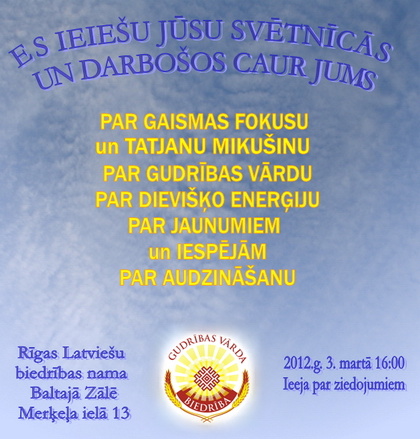 ES IEIEŠU JŪSU SVĒTNĪCĀS
UN DARBOŠOS CAUR JUMS
PAR GAISMAS FOKUSU
un TATJANU MIKUŠINU
PAR GUDRĪBAS VĀRDU
PAR DIEVIŠĶO ENERĢIJU
PAR JAUNUMIEM
un IESPĒJĀM
PAR AUDZINĀŠANU
Rīgas Latviešu
biedrības nama
Baltajā Zālē
Merķeļa ielā 13
GUDRĪBAS VĀRDA
BIEDRĪBA
2012.g. 3. martā 16:00
Ieeja par ziedojumiem